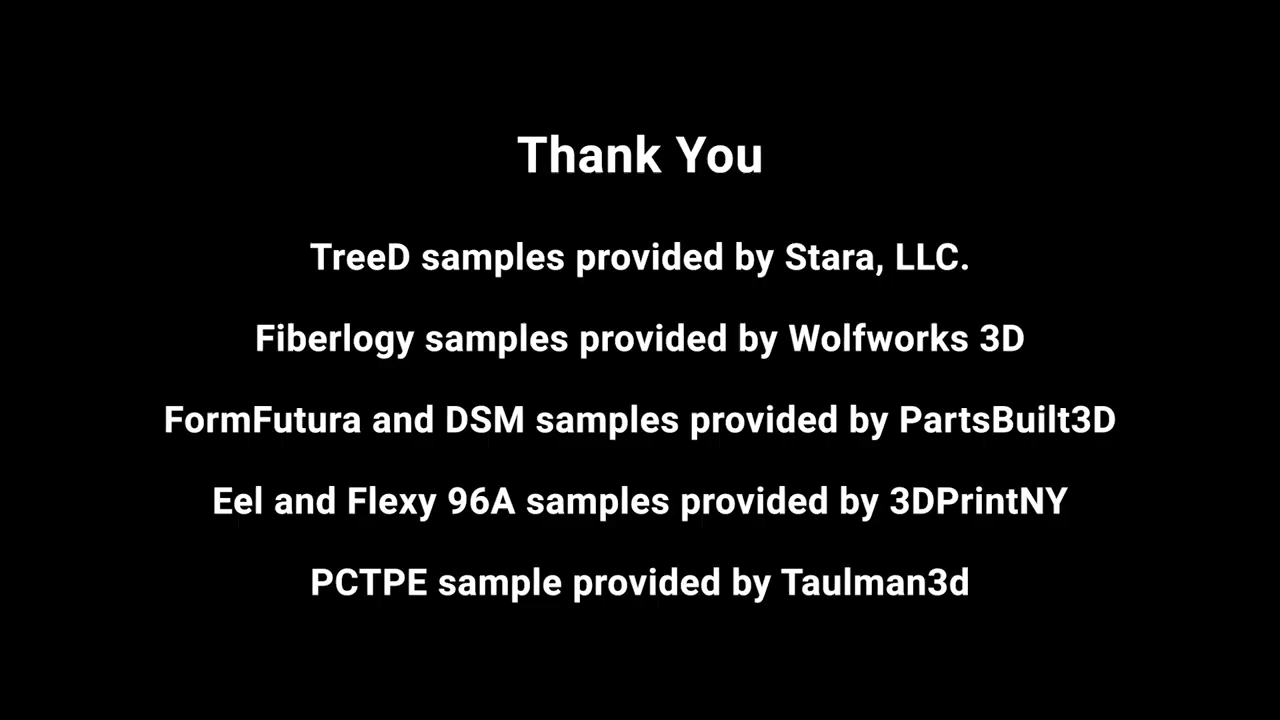 Thank You
TreeD samples provided by Stara, LLC.
Fiberlogy samples provided by Wolfworks 3D
FormFutura and DSM samples provided by PartsBuilt3D
Eel and Flexy 96A samples provided by 3DPrintNY
PCTPE sample provided by Taulman3d